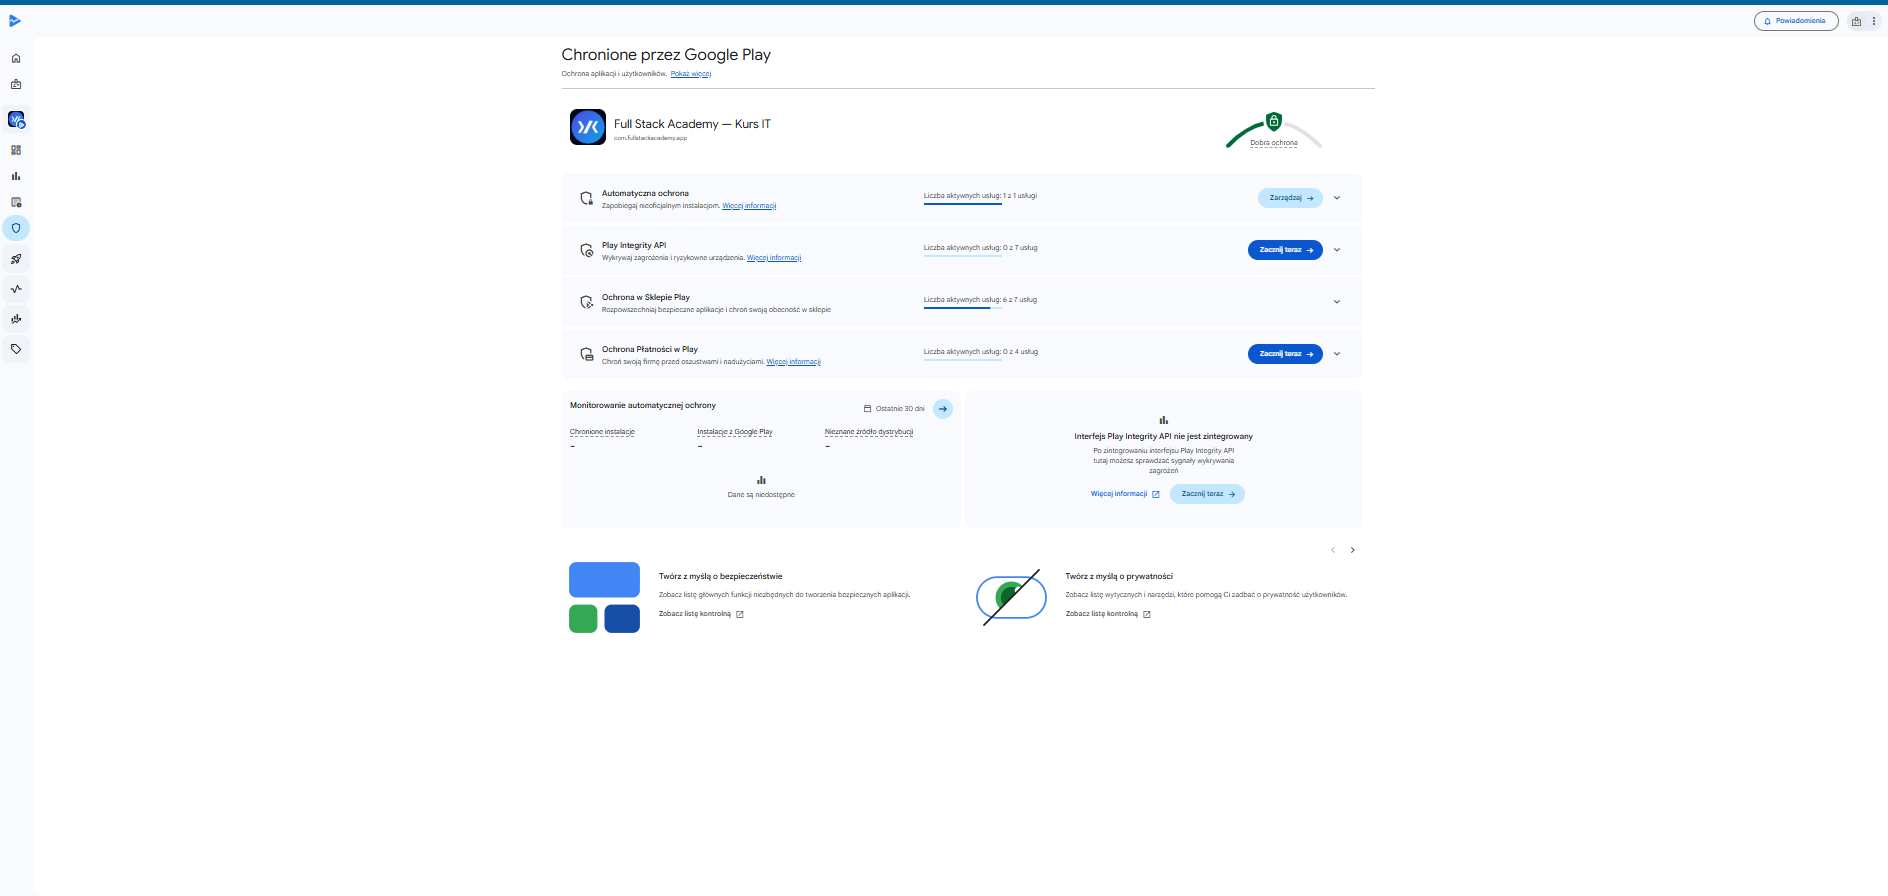 Powiadomienia
Chronione przez Google Play
Ochrona aplikacji i użytkowników. Pokaż więcej
Full Stack Academy — Kurs IT
com.fullstackacademy.app
Dobra ochrona
Automatyczna ochrona
Zapobiegaj nieoficjalnym instalacjom. Więcej informacji
Liczba aktywnych usług: 1 z 1 usługi
Zarządzaj
Play Integrity API
Wykrywaj zagrożenia i ryzykowne urządzenia. Więcej informacji
Liczba aktywnych usług: 0 z 7 usług
Zacznij teraz
Ochrona w Sklepie Play
Rozpowszechniaj bezpieczne aplikacje i chroń swoją obecność w sklepie
Liczba aktywnych usług: 6 z 7 usług
Ochrona Płatności w Play
Chroń swoją firmę przed oszustwami i nadużyciami. Więcej informacji
Liczba aktywnych usług: 0 z 4 usług
Zacznij teraz
Monitorowanie automatycznej ochrony
Ostatnie 30 dni
Chronione instalacje
Instalacje z Google Play
Nieznane źródło dystrybucji
–
–
–
Dane są niedostępne
Interfejs Play Integrity API nie jest zintegrowany
Po zintegrowaniu interfejsu Play Integrity API
tutaj możesz sprawdzać sygnały wykrywania
zagrożeń
Więcej informacji
Zacznij teraz
Twórz z myślą o bezpieczeństwie
Zobacz listę głównych funkcji niezbędnych do tworzenia bezpiecznych aplikacji.
Zobacz listę kontrolną
Twórz z myślą o prywatności
Zobacz listę wytycznych i narzędzi, które pomogą Ci zadbać o prywatność użytkowników.
Zobacz listę kontrolną